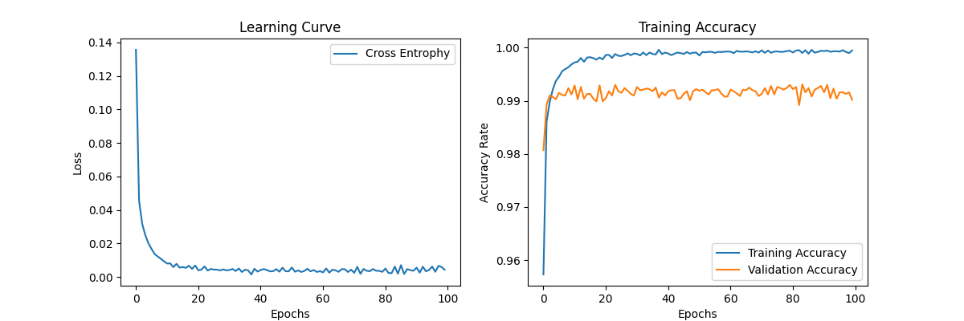 Learning Curve
Cross Entrophy
0.14
0.12
0.10
0.08
0.06
0.04
0.02
0.00
Loss
0 20 40 60 80 100
Epochs
Training Accuracy
1.00
0.99
0.98
0.97
0.96
Accuracy Rate
Training Accuracy
Validation Accuracy
0 20 40 60 80 100
Epochs